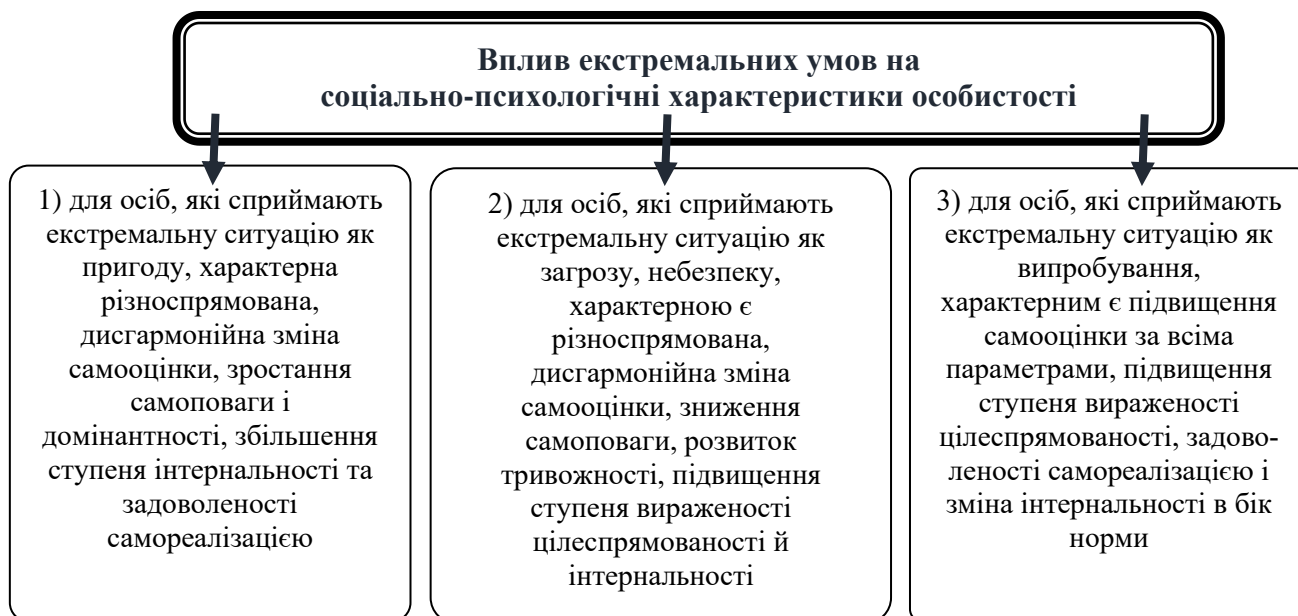 Вплив екстремальних умов на
соціально-психологічні характеристики особистості
1) для осіб, які сприймають
екстремальну ситуацію як
пригоду, характерна
різноспрямована,
дисгармонійна зміна
самооцінки, зростання
самоповаги і
домінантності, збільшення
ступеня інтернальності та
задоволеності
самореалізацією
2) для осіб, які сприймають
екстремальну ситуацію як
загрозу, небезпеку,
характерною є
різноспрямована,
дисгармонійна зміна
самооцінки, зниження
самоповаги, розвиток
тривожності, підвищення
ступеня вираженості
цілеспрямованості й
інтернальності
3) для осіб, які сприймають
екстремальну ситуацію як
випробування,
характерним є підвищення
самооцінки за всіма
параметрами, підвищення
ступеня вираженості
цілеспрямованості, задово-
леності самореалізацією і
зміна інтернальності в бік
норми